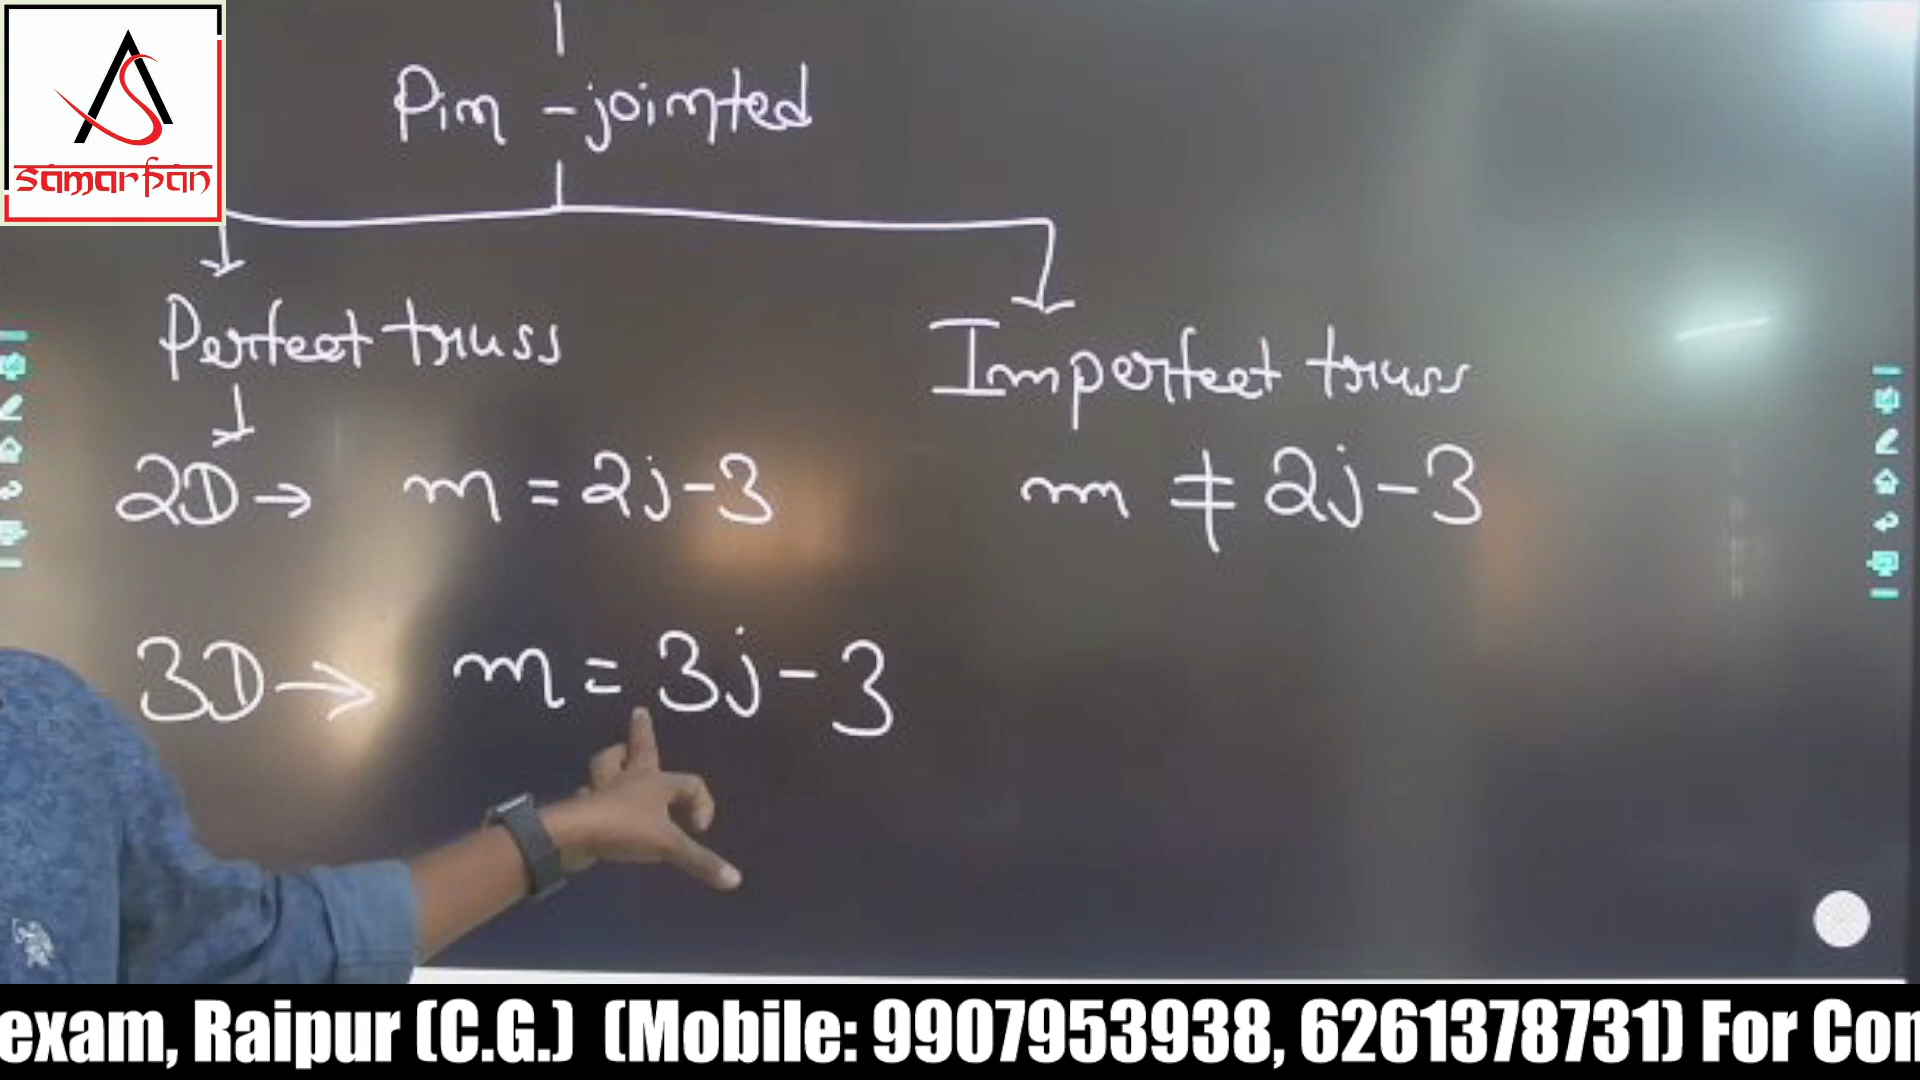 SAMARPAN
Pin - jointed
Perfect truss
Imperfect truss
2D → m = 2j - 3
m ≠ 2j - 3
3D → m = 3j - 3
exam, Raipur (C.G.) (Mobile: 9907953938, 6261378731) For Con